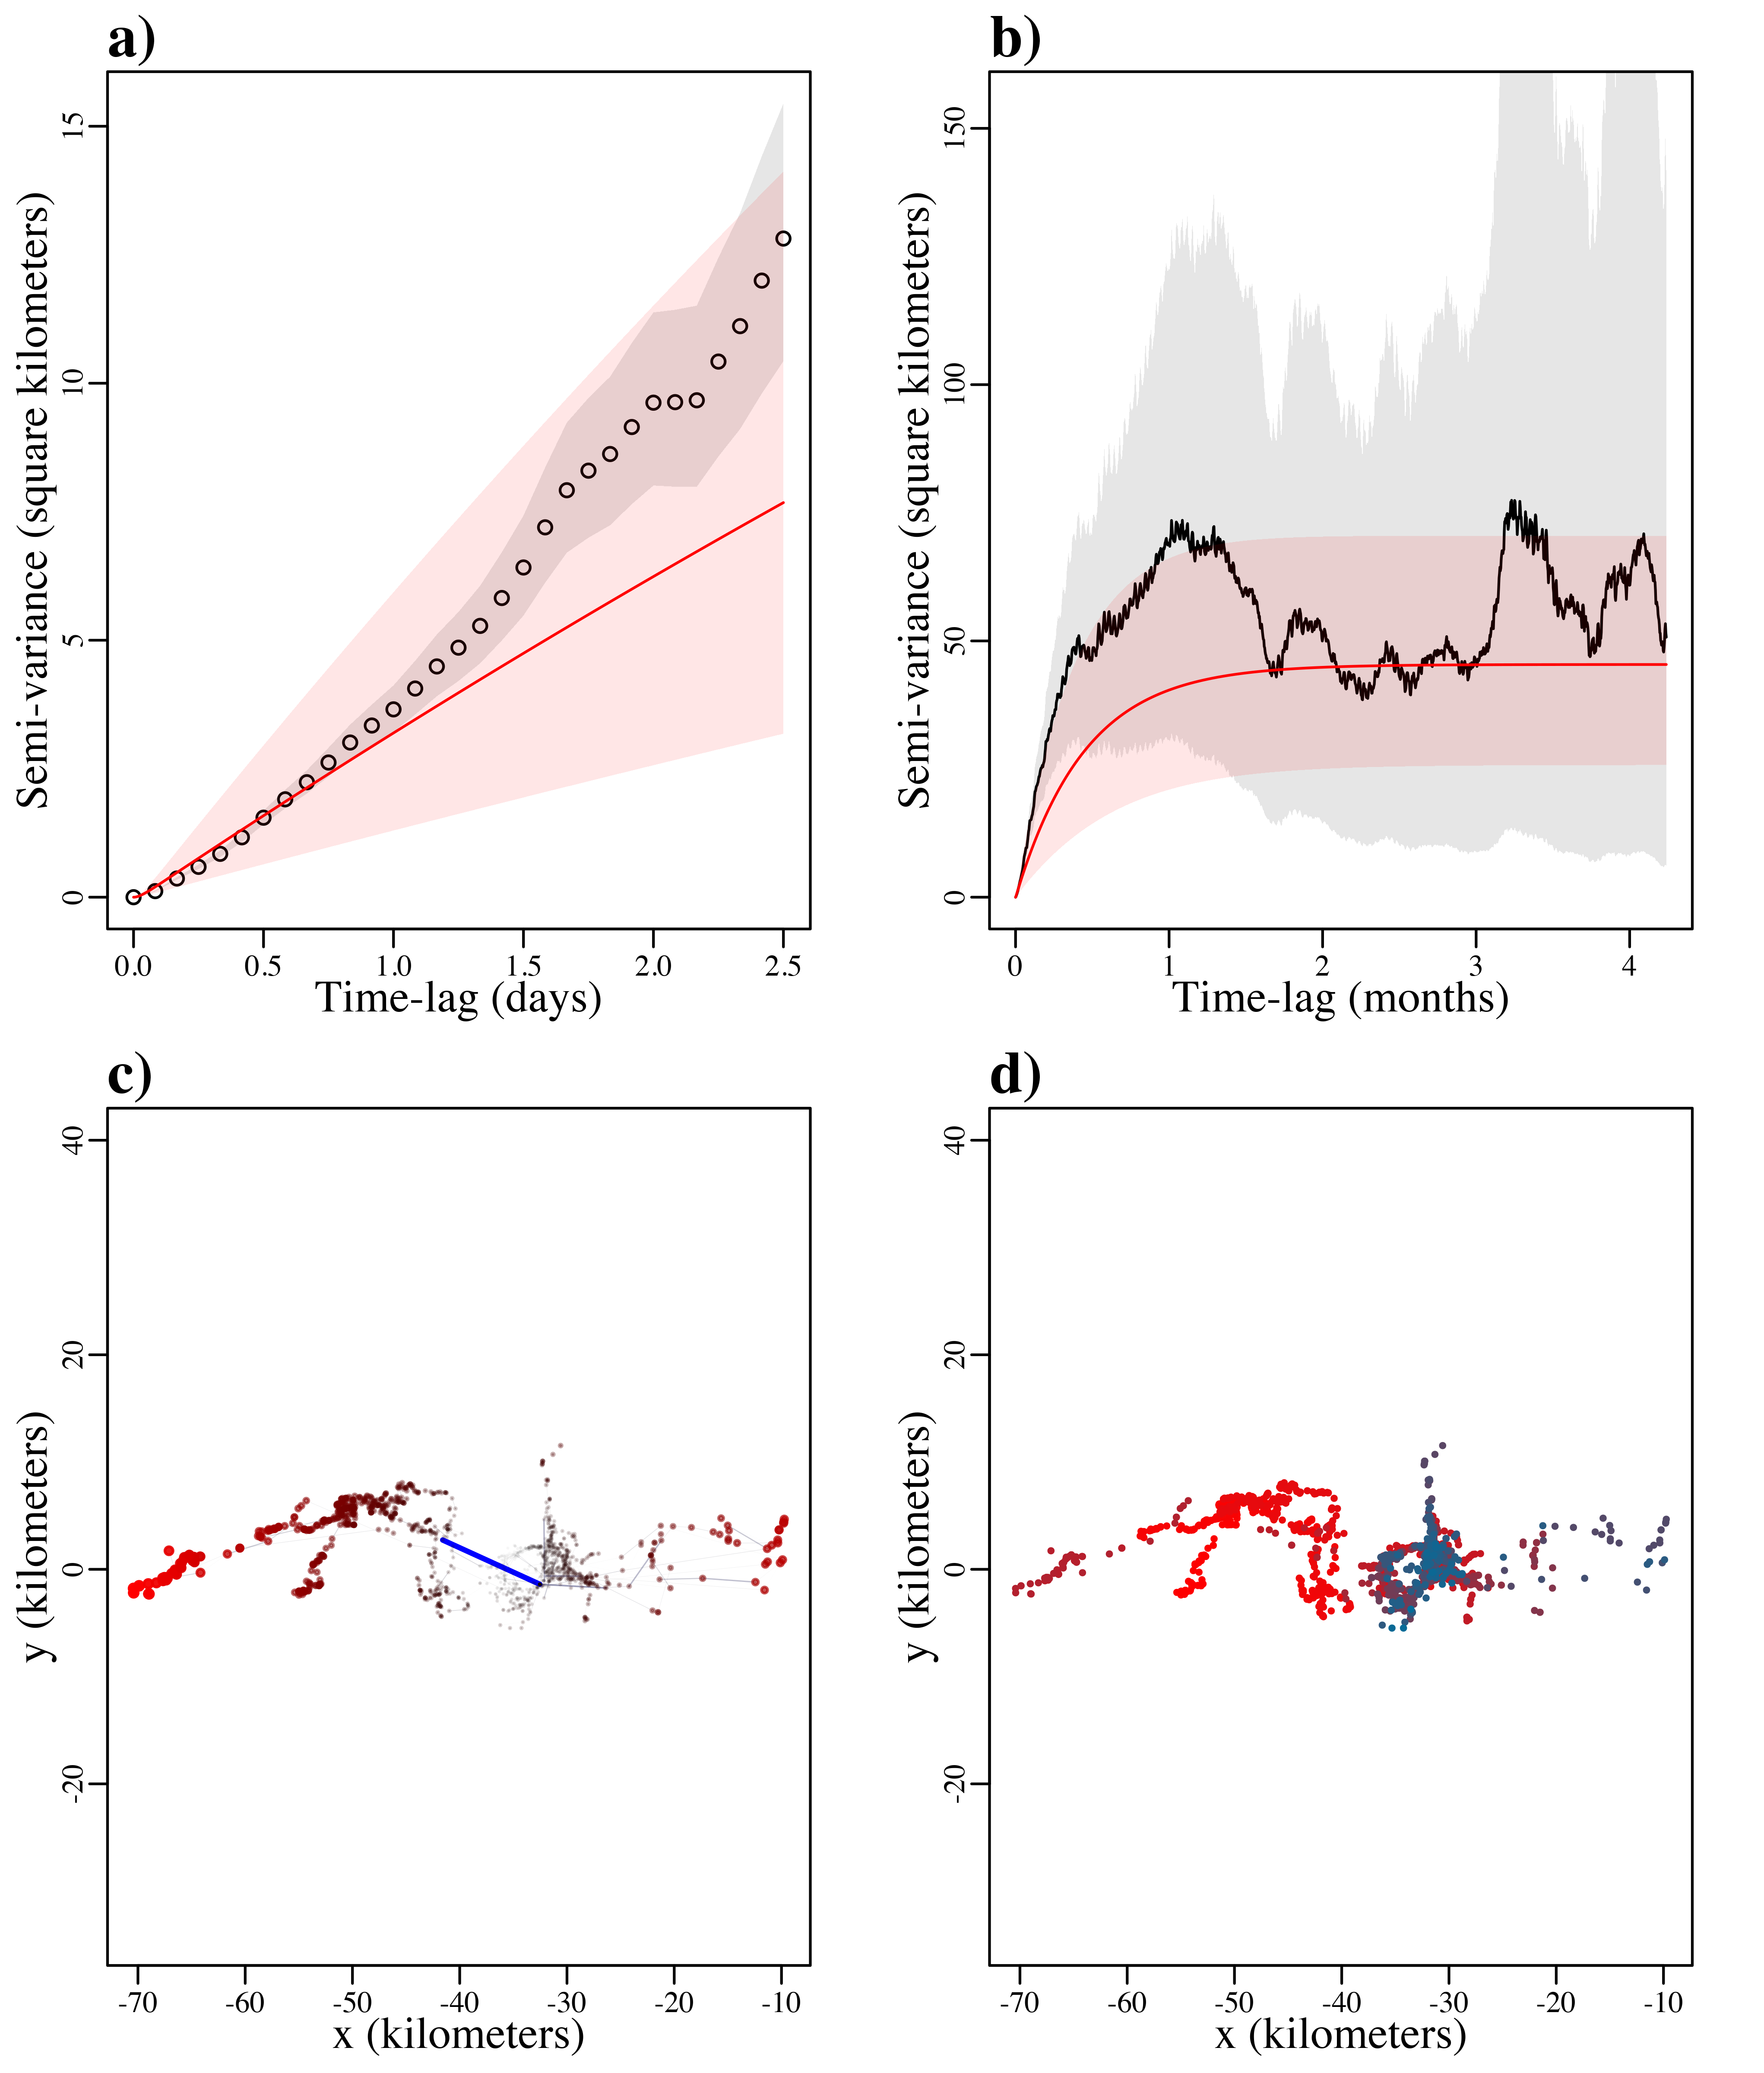 a)
Semi-variance (square kilometers)
15
10
5
0
0.0 0.5 1.0 1.5 2.0 2.5
Time-lag (days)
b)
Semi-variance (square kilometers)
150
100
50
0
0 1 2 3 4
Time-lag (months)
c)
y (kilometers)
40
20
0
-20
-70 -60 -50 -40 -30 -20 -10
x (kilometers)
d)
y (kilometers)
40
20
0
-20
-70 -60 -50 -40 -30 -20 -10
x (kilometers)